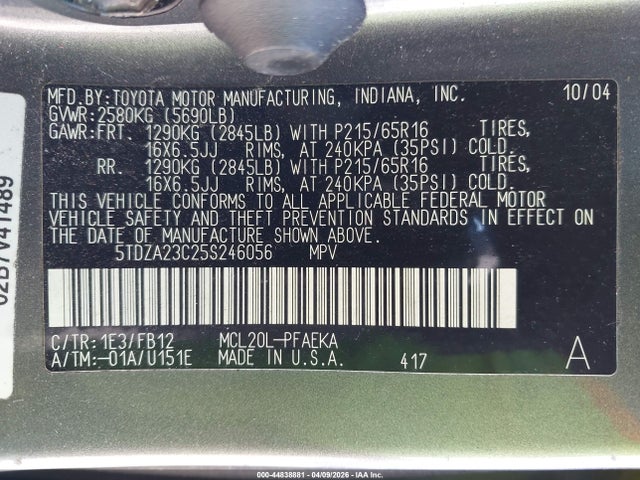 MFD.BY:TOYOTA MOTOR MANUFACTURING, INDIANA, INC. 10/04
GVWR:2580KG (5690LB)
GAWR:FRT. 1290KG (2845LB) WITH P215/65R16 TIRES,
16X6.5JJ RIMS, AT 240KPA (35PSI) COLD.
RR. 1290KG (2845LB) WITH P215/65R16 TIRES,
16X6.5JJ RIMS, AT 240KPA (35PSI) COLD.
THIS VEHICLE CONFORMS TO ALL APPLICABLE FEDERAL MOTOR
VEHICLE SAFETY AND THEFT PREVENTION STANDARDS IN EFFECT ON
THE DATE OF MANUFACTURE SHOWN ABOVE.
5TDZA23C25S246056 MPV
C/TR:1E3/FB12 MCL20L-PFAEKA
A/TM:-01A/U151E MADE IN U.S.A. 417 A
000-44838881 - 04/09/2026 - IAA Inc.